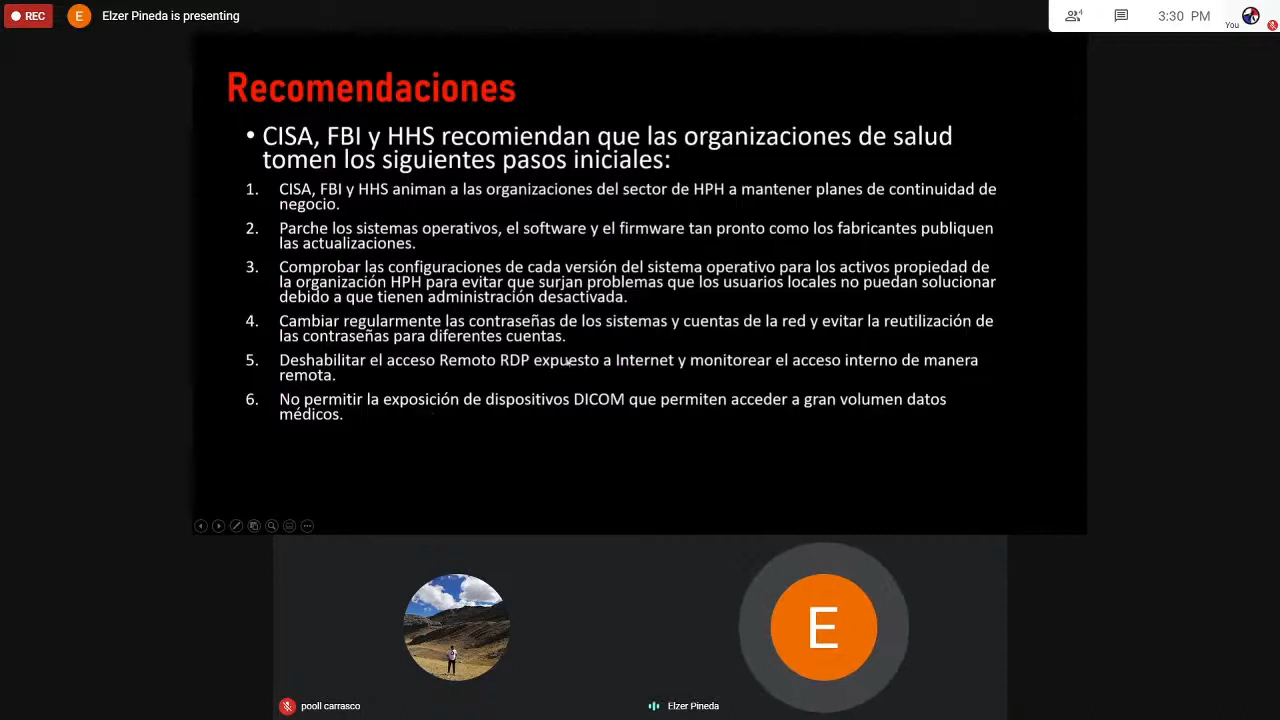 REC
E
Elzer Pineda is presenting
4
3:30 PM
You
Recomendaciones
• CISA, FBI y HHS recomiendan que las organizaciones de salud
tomen los siguientes pasos iniciales:
1. CISA, FBI y HHS animan a las organizaciones del sector de HPH a mantener planes de continuidad de
negocio.
2. Parche los sistemas operativos, el software y el firmware tan pronto como los fabricantes publiquen
las actualizaciones.
3. Comprobar las configuraciones de cada versión del sistema operativo para los activos propiedad de
la organización HPH para evitar que surjan problemas que los usuarios locales no puedan solucionar
debido a que tienen administración desactivada.
4. Cambiar regularmente las contraseñas de los sistemas y cuentas de la red y evitar la reutilización de
las contraseñas para diferentes cuentas.
5. Deshabilitar el acceso Remoto RDP expuesto a Internet y monitorear el acceso interno de manera
remota.
6. No permitir la exposición de dispositivos DICOM que permiten acceder a gran volumen datos
médicos.
E
pooll carrasco
Elzer Pineda